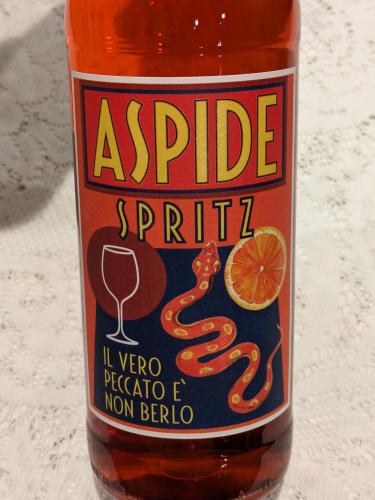 ASPIDE
SPRITZ
IL VERO
PECCATO E'
NON BERLO